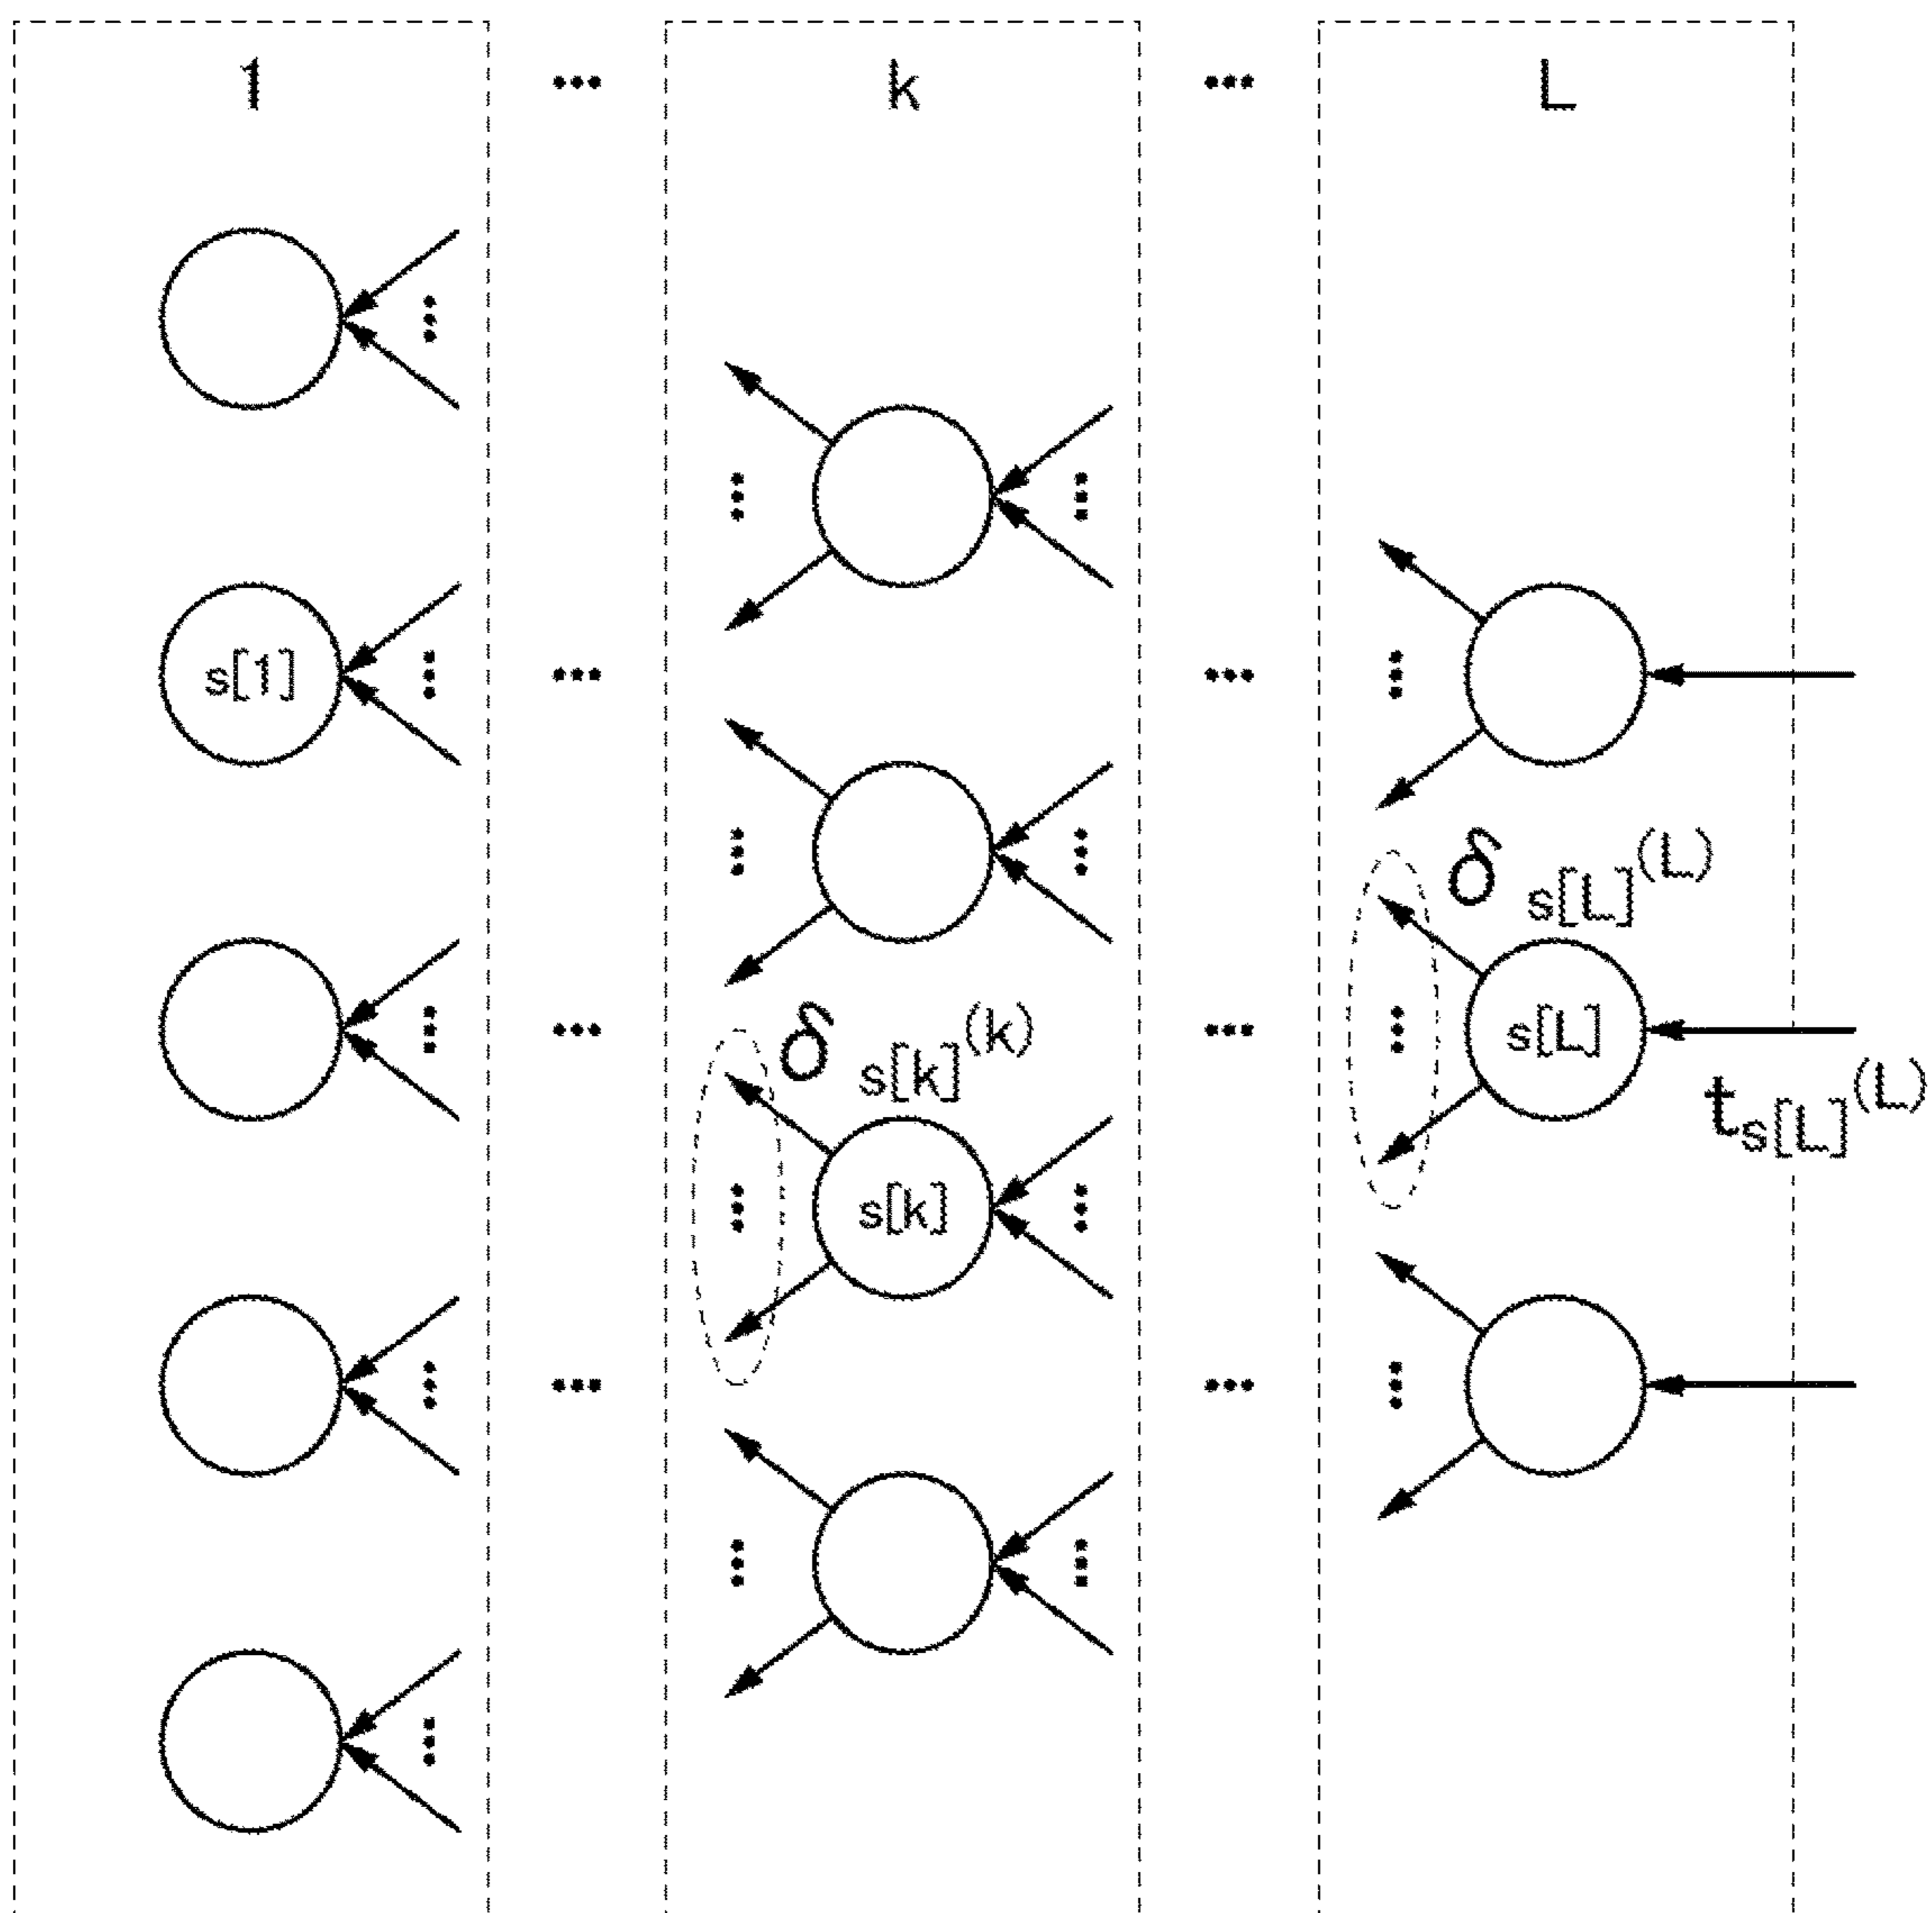 1 ... k ... L
s[1]
δ s[L](L)
δ s[k](k)
s[L]
t s[L](L)
s[k]